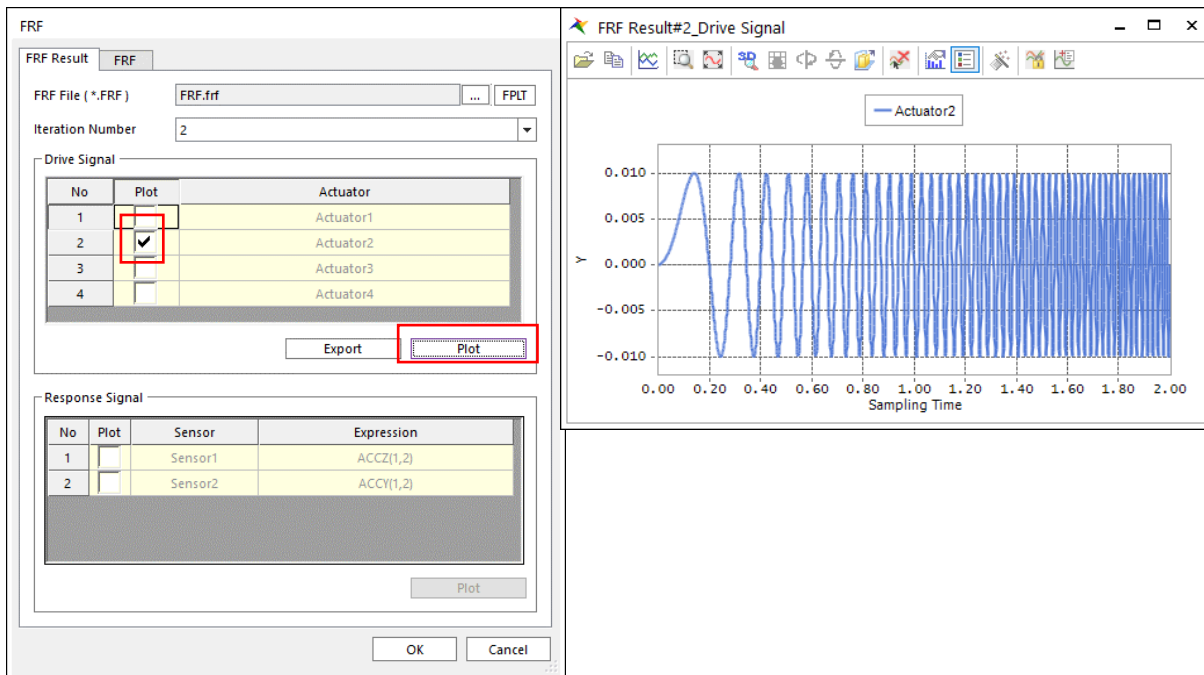 FRF
FRF Result FRF
FRF File ( *.FRF ) FRF.frf ... FPLT
Iteration Number 2
Drive Signal
No Plot Actuator
1 Actuator1
2 Actuator2
3 Actuator3
4 Actuator4
Export Plot
Response Signal
No Plot Sensor Expression
1 Sensor1 ACCZ(1,2)
2 Sensor2 ACCY(1,2)
Plot
OK Cancel
FRF Result#2_Drive Signal
3D
Actuator2
0.010
0.005
0.000
-0.005
-0.010
Y
0.00 0.20 0.40 0.60 0.80 1.00 1.20 1.40 1.60 1.80 2.00
Sampling Time